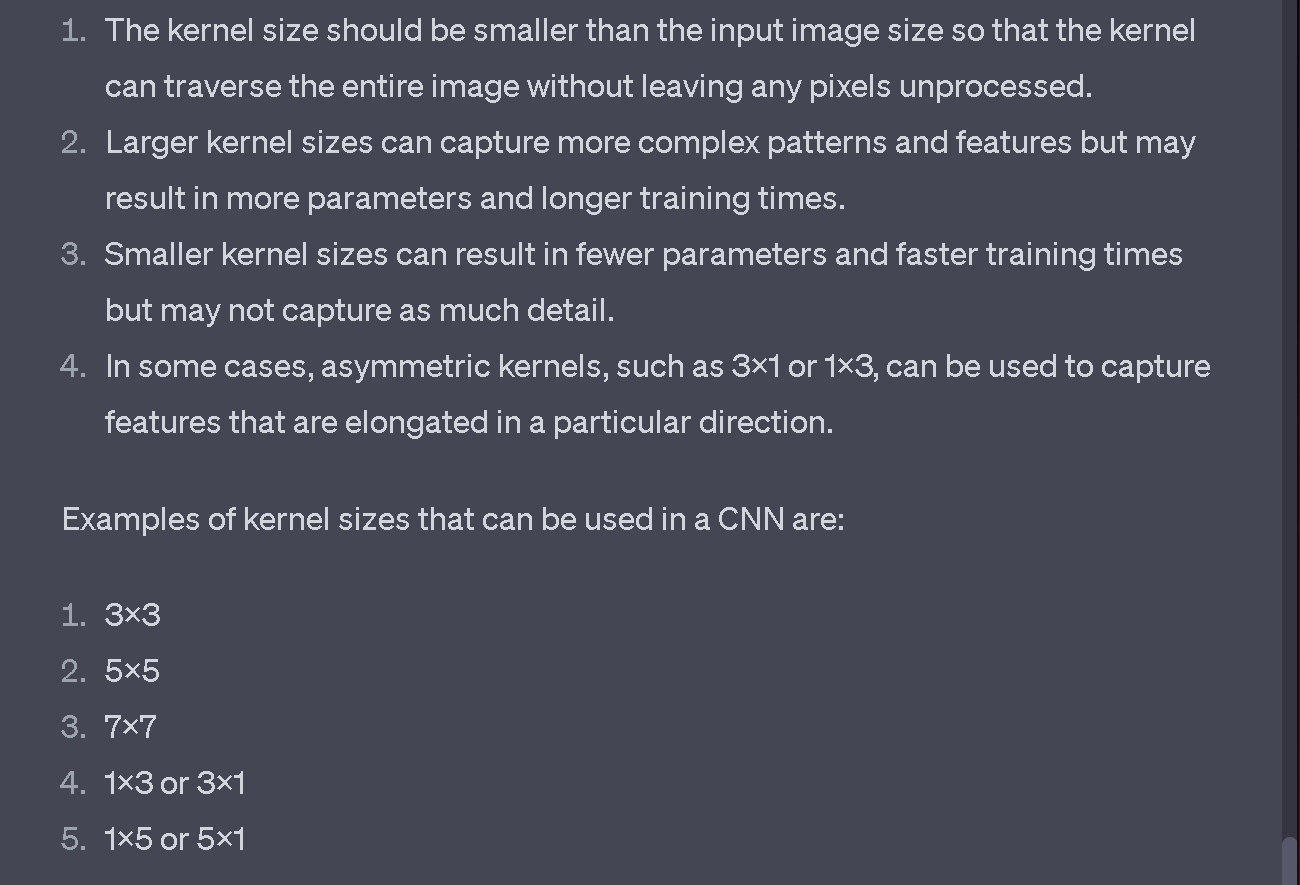 1. The kernel size should be smaller than the input image size so that the kernel
can traverse the entire image without leaving any pixels unprocessed.
2. Larger kernel sizes can capture more complex patterns and features but may
result in more parameters and longer training times.
3. Smaller kernel sizes can result in fewer parameters and faster training times
but may not capture as much detail.
4. In some cases, asymmetric kernels, such as 3×1 or 1×3, can be used to capture
features that are elongated in a particular direction.
Examples of kernel sizes that can be used in a CNN are:
1. 3×3
2. 5×5
3. 7×7
4. 1×3 or 3×1
5. 1×5 or 5×1